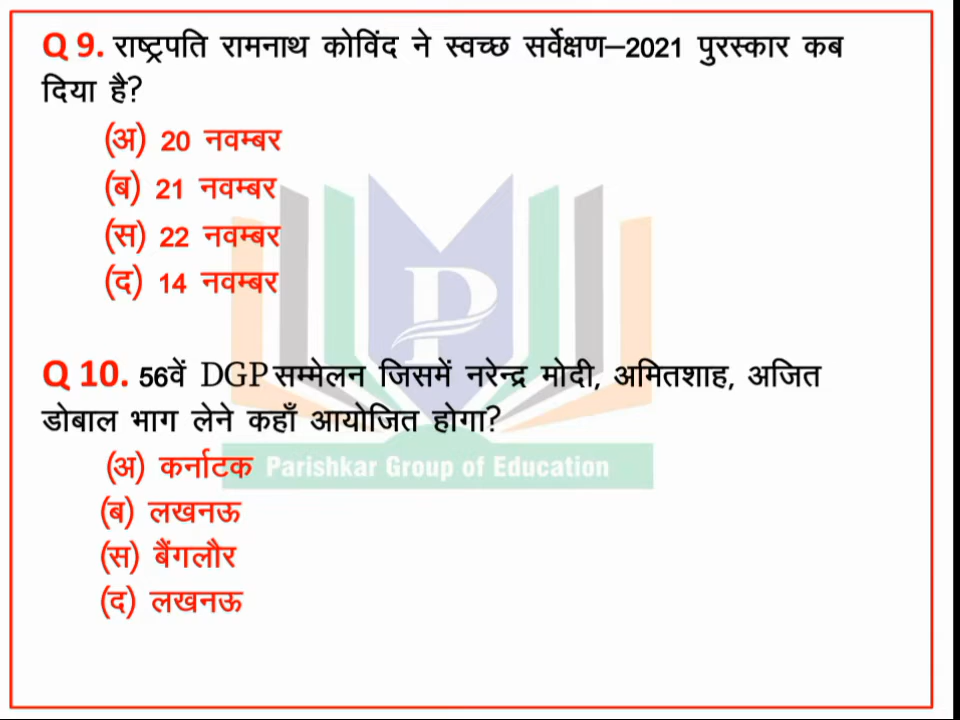 Q 9. राष्ट्रपति रामनाथ कोविंद ने स्वच्छ सर्वेक्षण–2021 पुरस्कार कब
दिया है?
(अ) 20 नवम्बर
(ब) 21 नवम्बर
(स) 22 नवम्बर
(द) 14 नवम्बर
P
Q 10. 56वें DGP सम्मेलन जिसमें नरेन्द्र मोदी, अमितशाह, अजित
डोबाल भाग लेने कहाँ आयोजित होगा?
(अ) कर्नाटक
Parishkar Group of Education
(ब) लखनऊ
(स) बैंगलौर
(द) लखनऊ